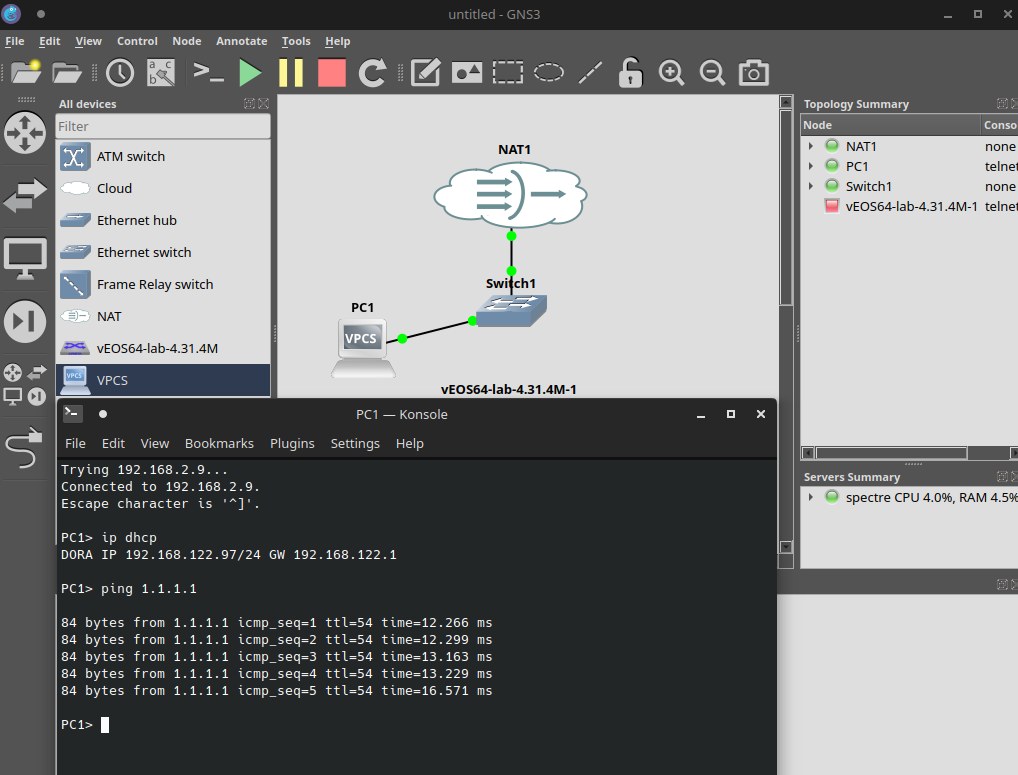 untitled - GNS3
File Edit View Control Node Annotate Tools Help
All devices
Filter
ATM switch
Cloud
Ethernet hub
Ethernet switch
Frame Relay switch
NAT
vEOS64-lab-4.31.4M
VPCS
NAT1
Switch1
PC1
VPCS
vEOS64-lab-4.31.4M-1
Topology Summary
Node Conso
NAT1 none
PC1 telnet
Switch1 none
vEOS64-lab-4.31.4M-1 telnet
Servers Summary
spectre CPU 4.0%, RAM 4.5%
PC1 — Konsole
File Edit View Bookmarks Plugins Settings Help
Trying 192.168.2.9...
Connected to 192.168.2.9.
Escape character is '^]'.
PC1> ip dhcp
DORA IP 192.168.122.97/24 GW 192.168.122.1
PC1> ping 1.1.1.1
84 bytes from 1.1.1.1 icmp_seq=1 ttl=54 time=12.266 ms
84 bytes from 1.1.1.1 icmp_seq=2 ttl=54 time=12.299 ms
84 bytes from 1.1.1.1 icmp_seq=3 ttl=54 time=13.163 ms
84 bytes from 1.1.1.1 icmp_seq=4 ttl=54 time=13.229 ms
84 bytes from 1.1.1.1 icmp_seq=5 ttl=54 time=16.571 ms
PC1>